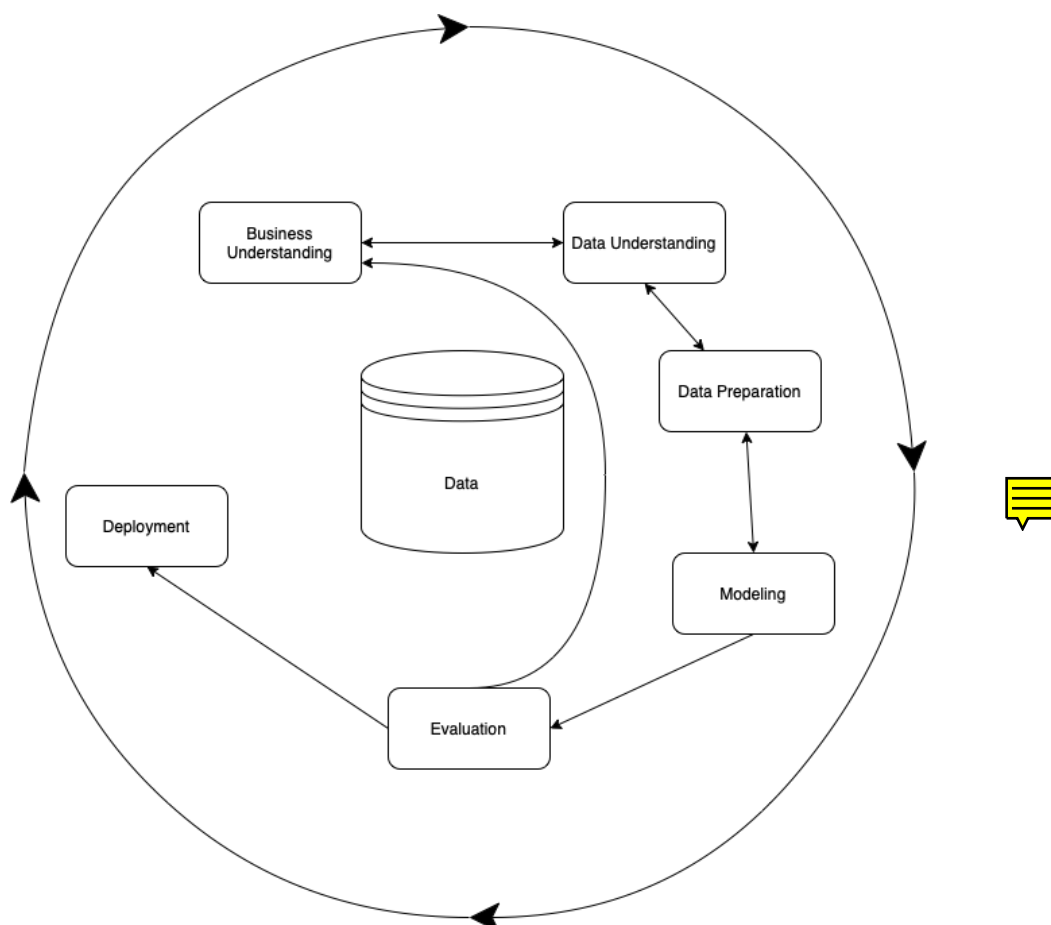 Business
Understanding
Data Understanding
Data Preparation
Data
Deployment
Modeling
Evaluation